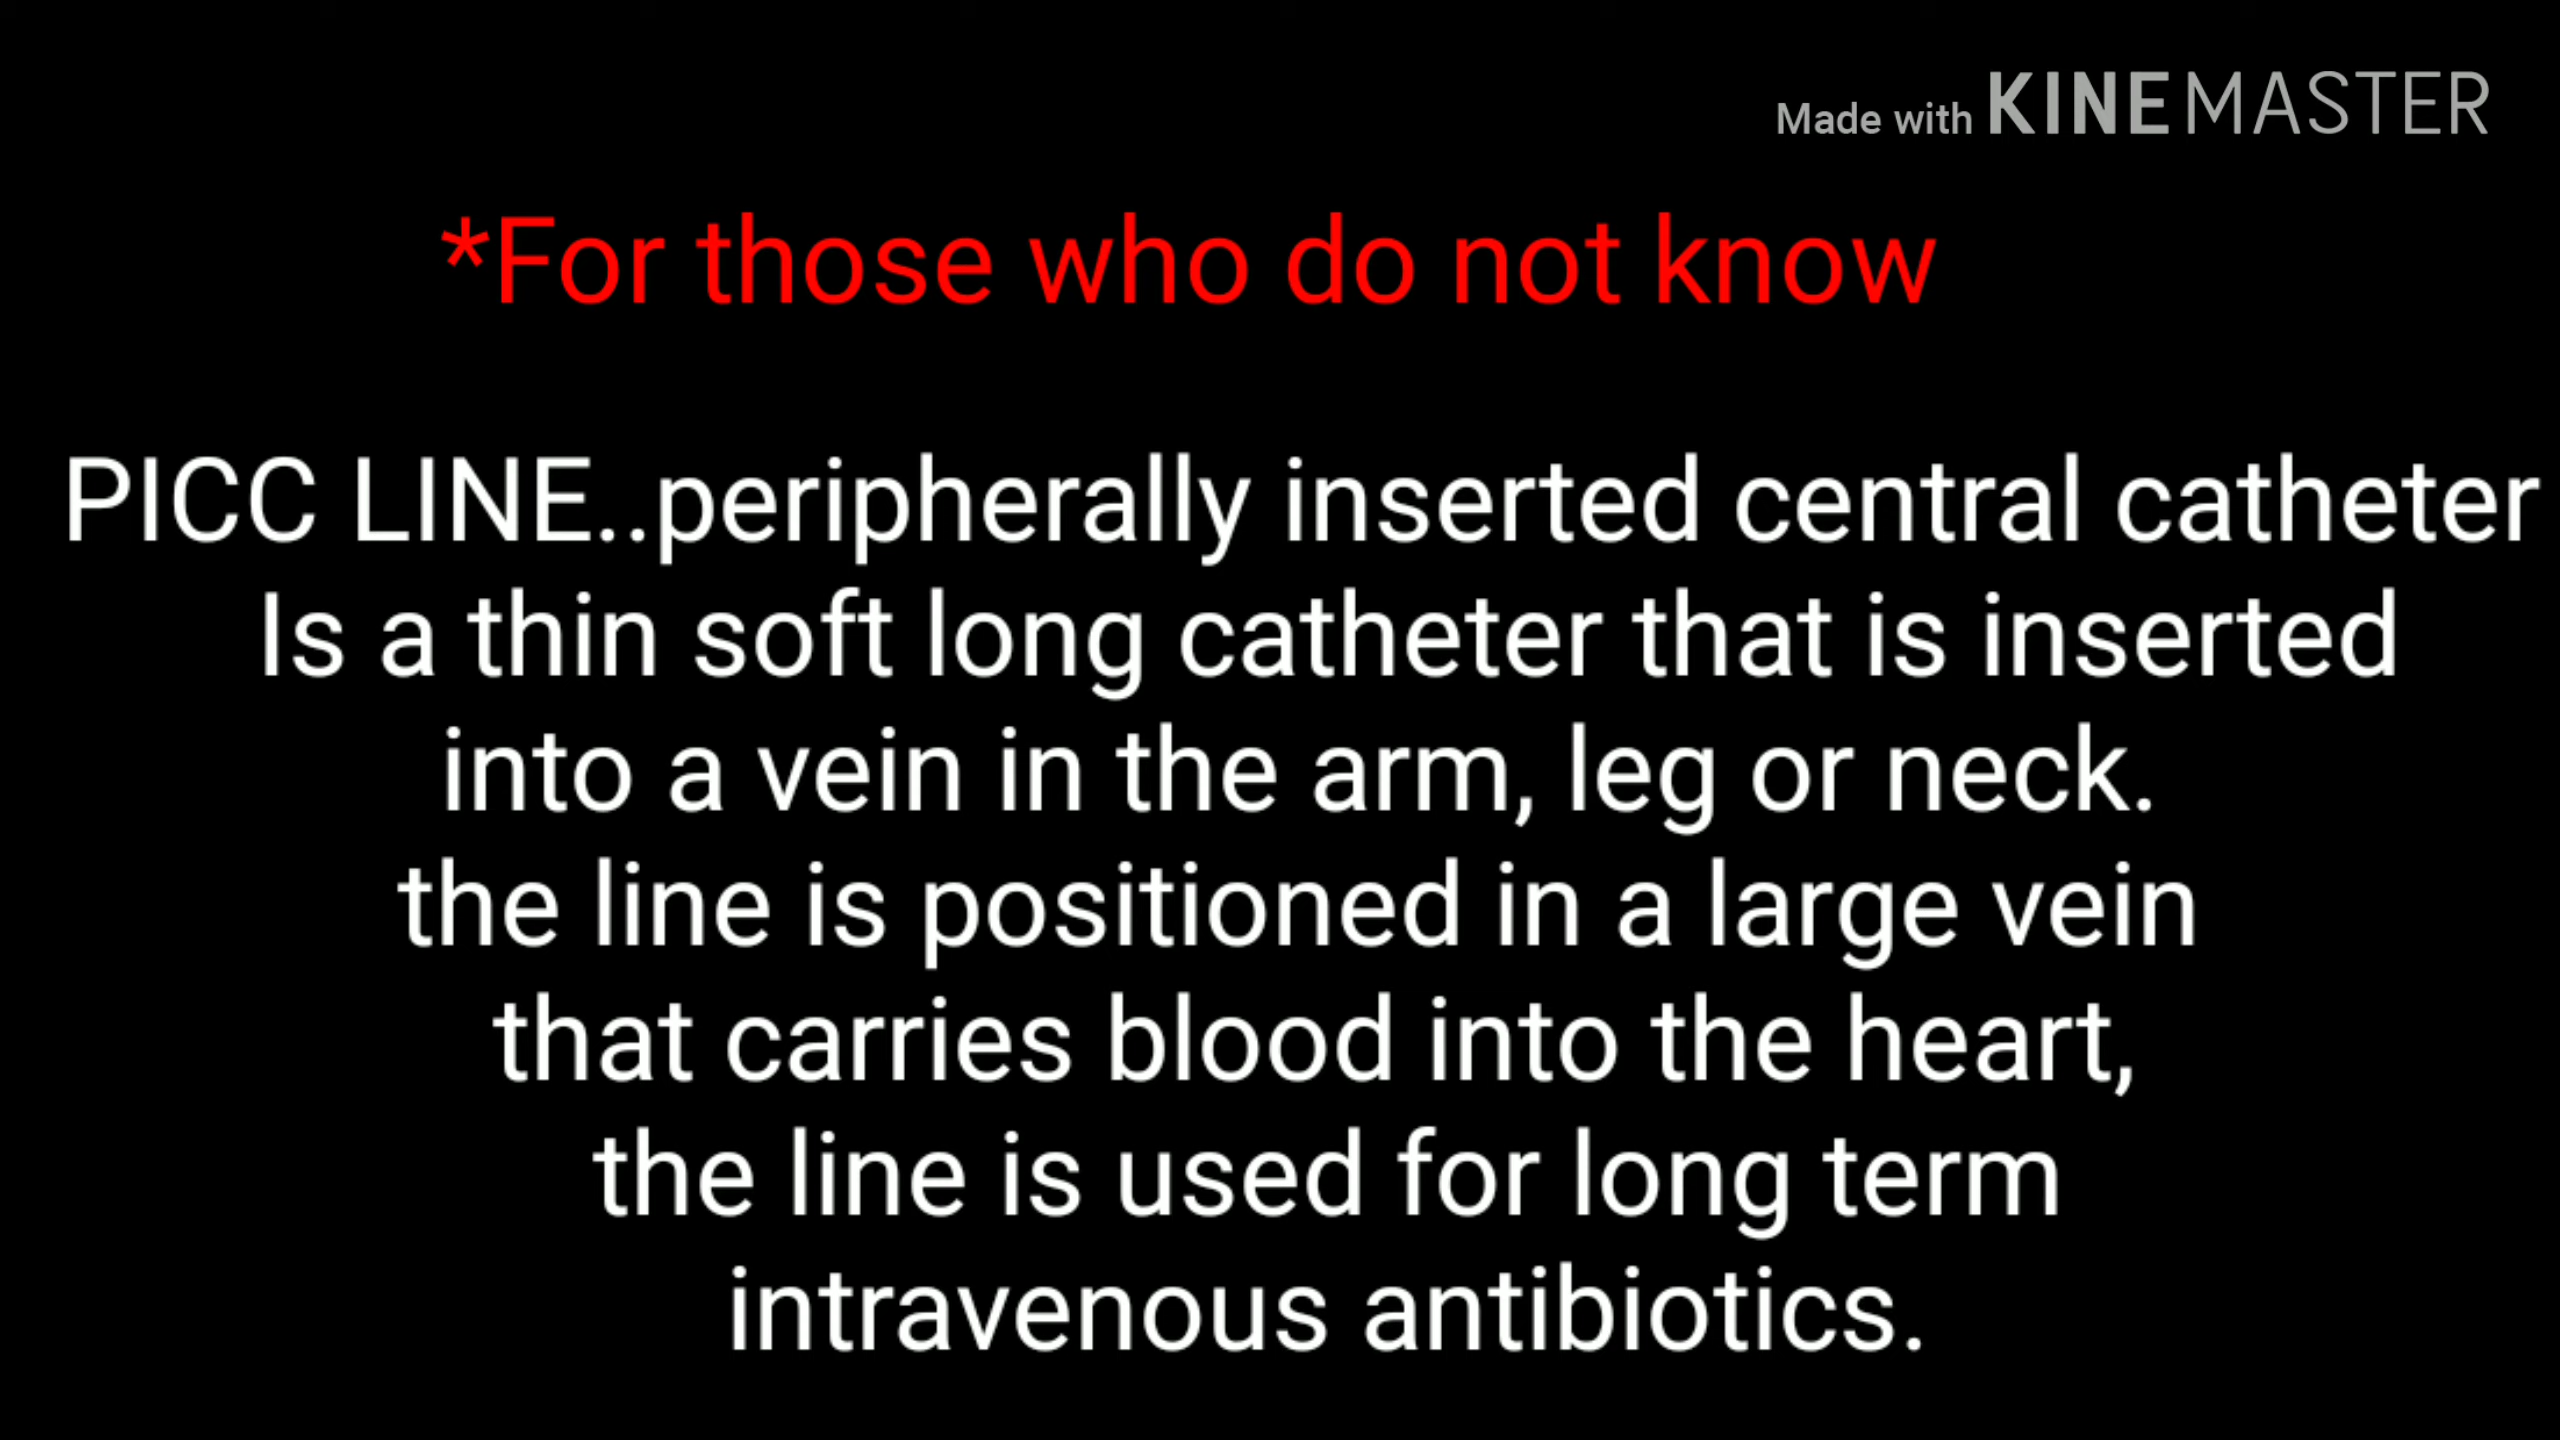 Made with KINEMASTER
*For those who do not know
PICC LINE..peripherally inserted central catheter
Is a thin soft long catheter that is inserted
into a vein in the arm, leg or neck.
the line is positioned in a large vein
that carries blood into the heart,
the line is used for long term
intravenous antibiotics.